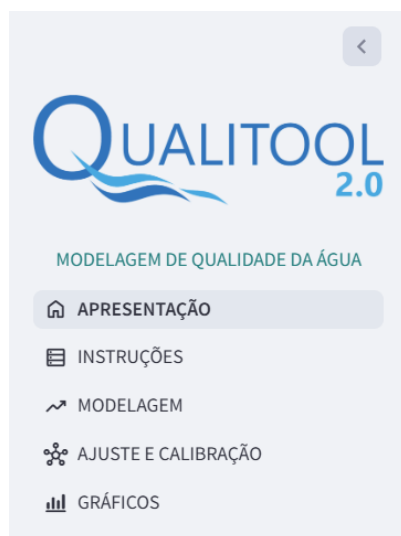 QUALITOOL
2.0
MODELAGEM DE QUALIDADE DA ÁGUA
APRESENTAÇÃO
INSTRUÇÕES
MODELAGEM
AJUSTE E CALIBRAÇÃO
GRÁFICOS